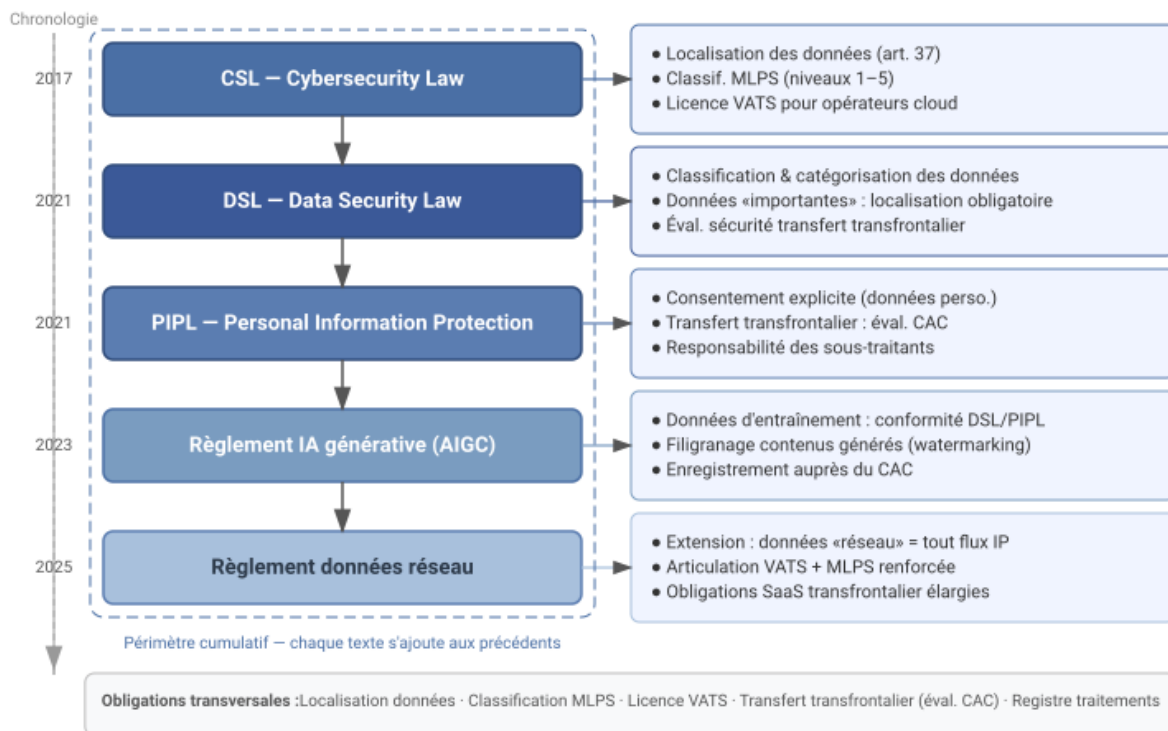 Chronologie
2017
CSL — Cybersecurity Law
● Localisation des données (art. 37)
● Classif. MLPS (niveaux 1–5)
● Licence VATS pour opérateurs cloud
2021
DSL — Data Security Law
● Classification & catégorisation des données
● Données «importantes» : localisation obligatoire
● Éval. sécurité transfert transfrontalier
2021
PIPL — Personal Information Protection
● Consentement explicite (données perso.)
● Transfert transfrontalier : éval. CAC
● Responsabilité des sous-traitants
2023
Règlement IA générative (AIGC)
● Données d'entraînement : conformité DSL/PIPL
● Filigranage contenus générés (watermarking)
● Enregistrement auprès du CAC
2025
Règlement données réseau
● Extension : données «réseau» = tout flux IP
● Articulation VATS + MLPS renforcée
● Obligations SaaS transfrontalier élargies
Périmètre cumulatif — chaque texte s'ajoute aux précédents
Obligations transversales :Localisation données · Classification MLPS · Licence VATS · Transfert transfrontalier (éval. CAC) · Registre traitements